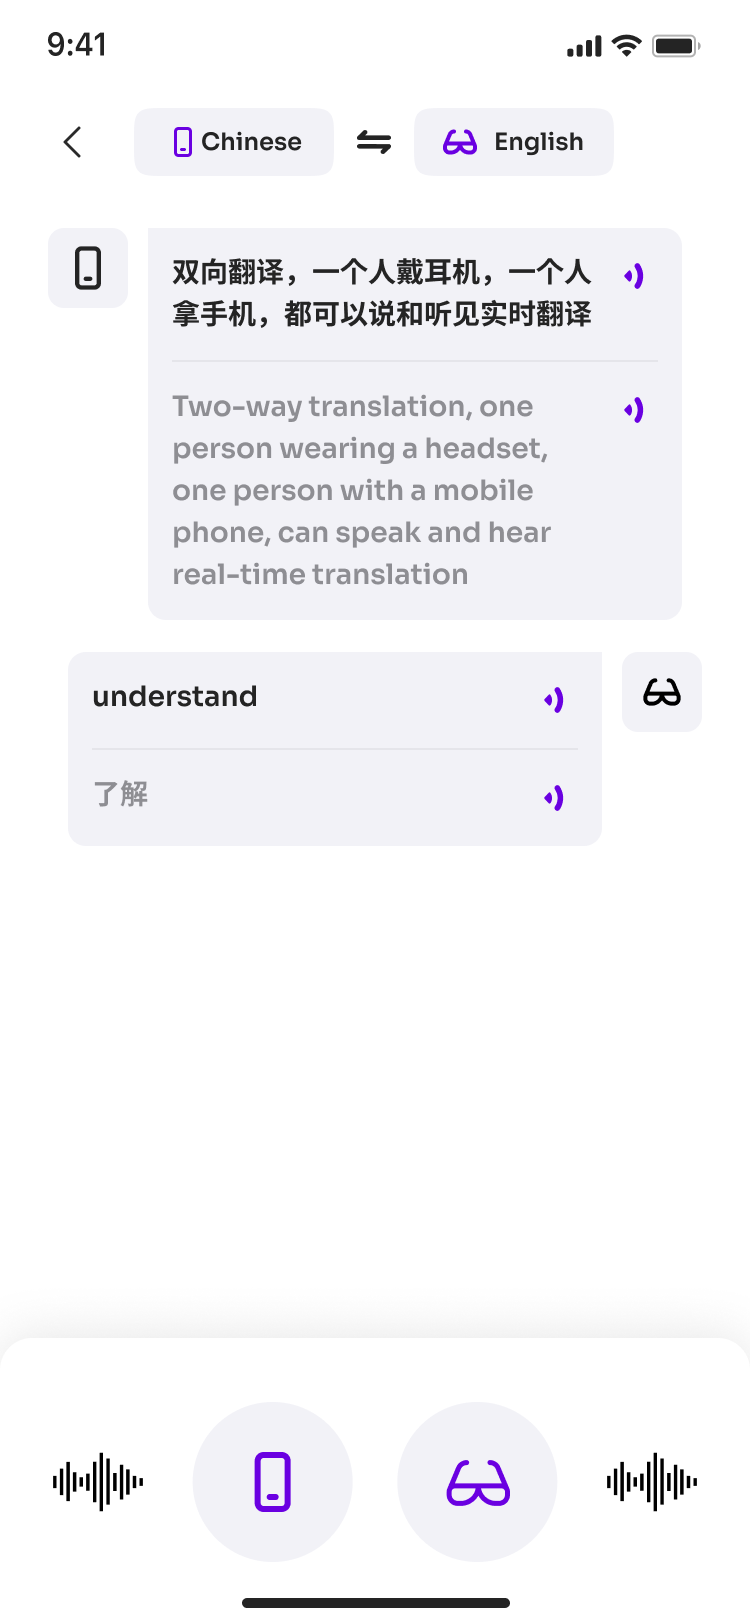 9:41
Chinese
English
双向翻译，一个人戴耳机，一个人
拿手机，都可以说和听见实时翻译
Two-way translation, one
person wearing a headset,
one person with a mobile
phone, can speak and hear
real-time translation
understand
了解